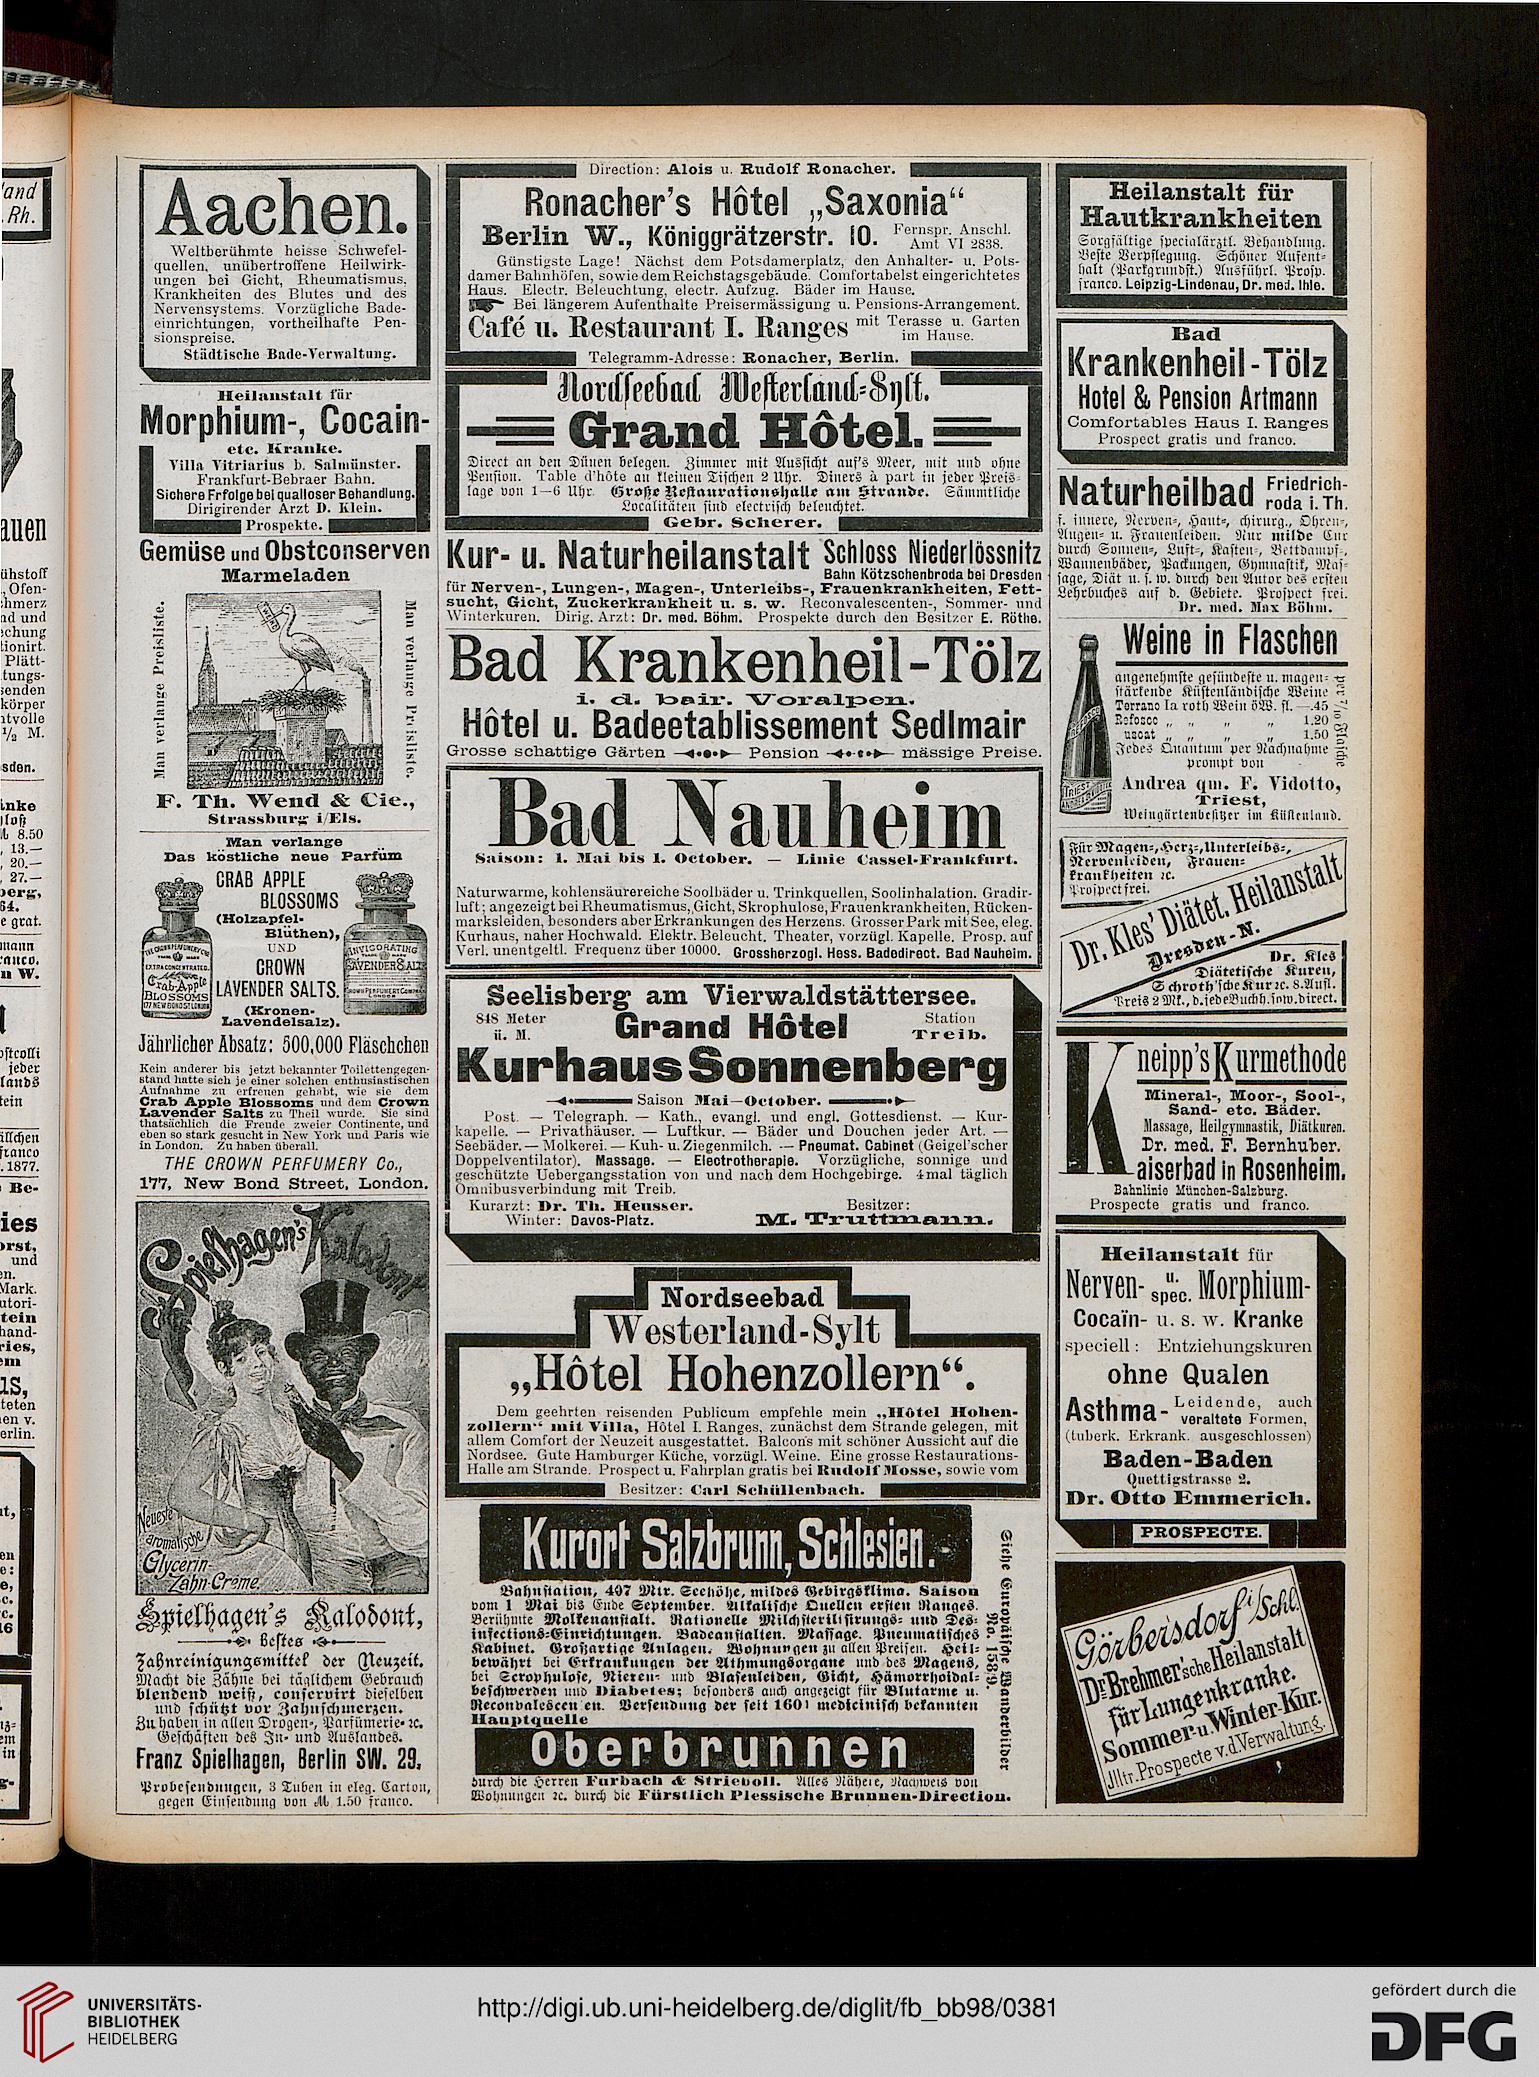 Aachen.
Weltberühmte heisse Schwefel-
quellen, unübertroffene Heilwirk-
ungen bei Gicht, Rheumatismus,
Krankheiten des Blutes und des
Nervensystems. Vorzügliche Bade-
einrichtungen, vortheilhafte Pen-
sionspreise.
Städtische Bade-Verwaltung.
Heilanstalt für
Morphium-, Cocain-
etc. Kranke.
Villa Vitriarius b. Salmünster.
Frankfurt-Bebraer Bahn.
Sichere Frfolge bei qualloser Behandlung.
Dirigirender Arzt D. Klein.
Prospekte.
Gemüse und Obstconserven
Marmeladen
Man verlange Preisliste.
Man verlange Preisliste.
F. Th. Wend & Cie.,
Strassburg i/Els.
Man verlange
Das köstliche neue Parfüm
CRAB APPLE
BLOSSOMS
(Holzapfel-
Blüthen),
UND
CROWN
LAVENDER SALTS.
(Kronen-
Lavendelsalz).
Jährlicher Absatz: 500,000 Fläschchen
Kein anderer bis jetzt bekannter Toilettengegen-
stand hatte sich je einer solchen enthusiastischen
Aufnahme zu erfreuen gehabt, wie sie dem
Crab Apple Blossoms und dem Crown
Lavender Salts zu Theil wurde. Sie sind
thatsächlich die Freude zweier Continente, und
eben so stark gesucht in New York und Paris wie
in London. Zu haben überall.
THE CROWN PERFUMERY Co.,
177, New Bond Street, London.
Spielhagen's Kalodont
Neueste
aromatische
Glycerin-
Zahn-Crême
Spielhagen's Kalodont,
Bestes
Zahnreinigungsmittel der Neuzeit.
Macht die Zähne bei täglichem Gebrauch
blendend weiß, conservirt dieselben
und schützt vor Zahnschmerzen.
Zu haben in allen Drogen-, Parfümerie- ꝛc.
Geschäften des In- und Auslandes.
Franz Spielhagen, Berlin SW. 29,
Probesendungen, 3 Tuben in eleg. Carton,
gegen Einsendung von M 1.50 franco.
Direction: Alois u. Rudolf Ronacher.
Ronacher's Hôtel „Saxonia“
Berlin W., Königgrätzerstr. 10. Fernspr. Anschl.
Amt VI 2838.
Günstigste Lage! Nächst dem Potsdamerplatz, den Anhalter- u. Pots-
damer Bahnhöfen, sowie dem Reichstagsgebäude. Comfortabelst eingerichtetes
Haus. Electr. Beleuchtung, electr. Aufzug. Bäder im Hause.
Bei längerem Aufenthalte Preisermässigung u. Pensions-Arrangement.
Café u. Restaurant I. Ranges mit Terasse u. Garten
im Hause.
Telegramm-Adresse: Ronacher, Berlin.
Nordseebad Westerland-Sylt.
Grand Hôtel.
Direct an den Dünen belegen. Zimmer mit Aussicht auf's Meer, mit und ohne
Pension. Table d'hôte an kleinen Tischen 2 Uhr. Diners à part in jeder Preis-
lage von 1—6 Uhr. Große Restaurationshalle am Strande. Sämmtliche
Localitäten sind electrisch beleuchtet.
Gebr. Scherer.
Kur- u. Naturheilanstalt Schloss Niederlössnitz
Bahn Kötzschenbroda bei Dresden
für Nerven-, Lungen-, Magen-, Unterleibs-, Frauenkrankheiten, Fett-
sucht, Gicht, Zuckerkrankheit u. s. w. Reconvalescenten-, Sommer- und
Winterkuren. Dirig. Arzt: Dr. med. Böhm. Prospekte durch den Besitzer E. Röthe.
Bad Krankenheil-Tölz
i. d. bair. Voralpen.
Hôtel u. Badeetablissement Sedlmair
Grosse schattige Gärten Pension mässige Preise.
Bad Nauheim
Saison: 1. Mai bis 1. October. — Linie Cassel-Frankfurt.
Naturwarme, kohlensäurereiche Soolbäder u. Trinkquellen, Soolinhalation, Gradir-
luft; angezeigt bei Rheumatismus, Gicht, Skrophulose, Frauenkrankheiten, Rücken-
marksleiden, besonders aber Erkrankungen des Herzens. Grosser Park mit See, eleg.
Kurhaus, naher Hochwald. Elektr. Beleucht. Theater, vorzügl. Kapelle. Prosp. auf
Verl. unentgeltl. Frequenz über 10000. Grossherzogl. Hess. Badedirect. Bad Nauheim.
Seelisberg am Vierwaldstättersee.
848 Meter
ü. M.
Grand Hôtel
Station
Treib.
Kurhaus Sonnenberg
Saison Mai—October.
Post. — Telegraph. — Kath., evangl. und engl. Gottesdienst. — Kur-
kapelle. — Privathäuser. — Luftkur. — Bäder und Douchen jeder Art. —
Seebäder. — Molkerei. — Kuh- u. Ziegenmilch. — Pneumat. Cabinet (Geigel'scher
Doppelventilator). Massage. — Electrotherapie. Vorzügliche, sonnige und
geschützte Uebergangsstation von und nach dem Hochgebirge. 4mal täglich
Omnibusverbindung mit Treib.
Kurarzt: Dr. Th. Heusser. Besitzer:
Winter: Davos-Platz. M. Truttmann.
Nordseebad
Westerland-Sylt
„Hôtel Hohenzollern“.
Dem geehrten reisenden Publicum empfehle mein „Hôtel Hohen-
zollern“ mit Villa, Hôtel I. Ranges, zunächst dem Strande gelegen, mit
allem Comfort der Neuzeit ausgestattet. Balcons mit schöner Aussicht auf die
Nordsee. Gute Hamburger Küche, vorzügl. Weine. Eine grosse Restaurations-
Halle am Strande. Prospect u. Fahrplan gratis bei Rudolf Mosse, sowie vom
Besitzer: Carl Schüllenbach.
Kurort Salzbrunn, Schlesien.
Bahnstation, 407 Mtr. Seehöhe, mildes Gebirgsklima. Saison
vom 1 Mai bis Ende September. Alkalische Quellen ersten Ranges.
Berühmte Molkenanstalt. Rationelle Milchsterilisirungs- und Des-
infections-Einrichtungen. Badeanstalten. Massage. Pneumatisches
Kabinet. Großartige Anlagen. Wohnungen zu allen Preisen. Heil-
bewährt bei Erkrankungen der Athmungsorgane und des Magens,
bei Scrophulose, Nieren- und Blasenleiden, Gicht, Hämorrhoidal-
beschwerden und Diabetes; besonders auch angezeigt für Blutarme u.
Reconvalescenten. Versendung der seit 1601 medicinisch bekannten
Hauptquelle
Oberbrunnen
durch die Herren Furbach & Strieboll. Alles Nähere, Nachweis von
Wohnungen ꝛc. durch die Fürstlich Plessische Brunnen-Direction.
Siehe Europäische Wanderbilder
No. 158/9.
Heilanstalt für
Hautkrankheiten
Sorgfältige specialärztl. Behandlung.
Beste Verpflegung. Schöner Aufent-
halt (Parkgrundst.) Ausführl. Prosp.
franco. Leipzig-Lindenau, Dr. med. Ihle.
Bad
Krankenheil-Tölz
Hotel & Pension Artmann
Comfortables Haus I. Ranges
Prospect gratis und franco.
Naturheilbad Friedrich-
roda i. Th.
f. innere, Nerven-, Haut-, chirurg., Ohren-,
Augen- u. Frauenleiden. Nur milde Cur
durch Sonnen-, Luft-, Kasten-, Bettdampf-,
Wannenbäder, Packungen, Gymnastik, Mas-
sage, Diät u. s. w. durch den Autor des ersten
Lehrbuches auf d. Gebiete. Prospect frei.
Dr. med. Max Böhm.
Weine in Flaschen
angenehmste gesündeste u. magen-
stärkende Küstenländische Weine
Terrano Ia roth Wein öW. fl. —.45
Refosco „ „ „ „ 1.20
uscat „ „ „ „ 1.50
Jedes Quantum per Nachnahme
prompt von
per 7/10 Flasche
Andrea qm. F. Vidotto,
Triest,
Weingärtenbesitzer im Küstenland.
Für Magen-, Herz-, Unterleibs-,
Nervenleiden, Frauen-
krankheiten ꝛc.
Prospect frei.
Dr. Kles' Diätet. Heilanstalt
Dresden-N.
Dr. Kles
Diätetische Kuren,
Schroth'sche Kur ꝛc. 8. Aufl.
Preis 2 Mk., d. jede Buchh. sow. direct.
Kneipp's Kurmethode
Mineral-, Moor-, Sool-,
Sand- etc. Bäder.
Massage, Heilgymnastik, Diätkuren.
Dr. med. F. Bernhuber.
aiserbad in Rosenheim.
Bahnlinie München-Salzburg.
Prospecte gratis und franco.
Heilanstalt für
Nerven- u. spec. Morphium-
Cocaïn- u. s. w. Kranke
speciell: Entziehungskuren
ohne Qualen
Asthma- Leidende, auch
veraltete Formen,
(tuberk. Erkrank. ausgeschlossen)
Baden-Baden
Quettigstrasse 2.
Dr. Otto Emmerich.
PROSPECTE.
Görbersdorf i/Schl.
Dr. Brehmer'sche Heilanstalt
für Lungenkranke.
Sommer- u. Winter-Kur.
Illtr. Prospecte v. d. Verwaltung.
UNIVERSITÄTS-
BIBLIOTHEK
HEIDELBERG
http://digi.ub.uni-heidelberg.de/diglit/fb_bb98/0381
gefördert durch die
DFG